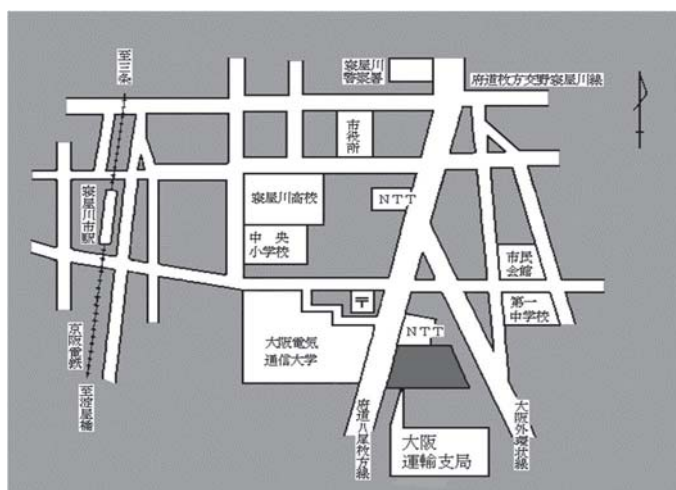 至三条
寝屋川
警察署
府道枚方交野寝屋川線
市役所
寝屋川高校
NTT
寝屋川市駅
中央
小学校
市民
会館
〒
第一
中学校
NTT
大阪電気
通信大学
京阪電鉄
至淀屋橋
府道八尾枚方線
大阪外環状線
大阪
運輸支局